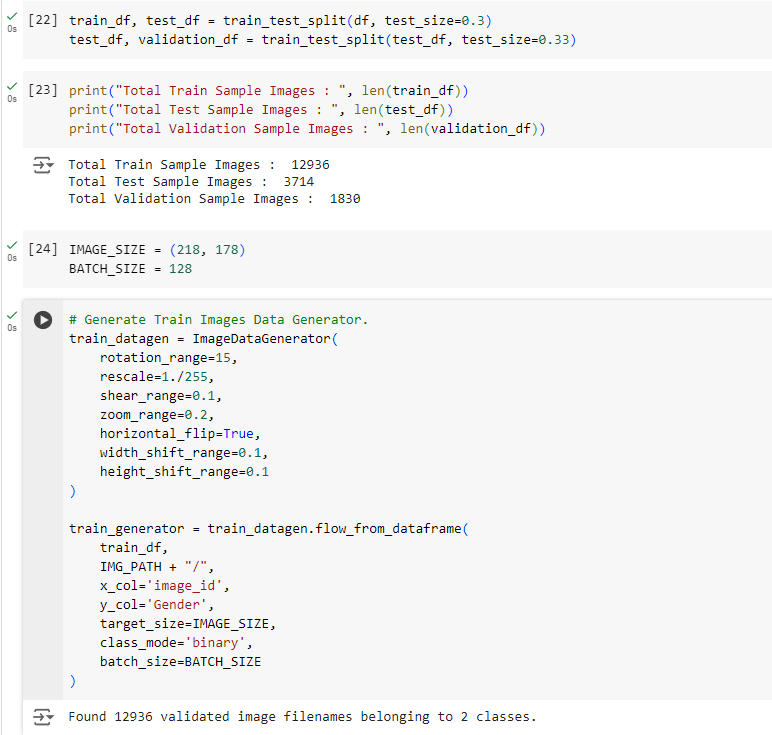 [22] train_df, test_df = train_test_split(df, test_size=0.3)
test_df, validation_df = train_test_split(test_df, test_size=0.33)
0s
[23] print("Total Train Sample Images : ", len(train_df))
print("Total Test Sample Images : ", len(test_df))
print("Total Validation Sample Images : ", len(validation_df))
0s
Total Train Sample Images :  12936
Total Test Sample Images :  3714
Total Validation Sample Images :  1830
[24] IMAGE_SIZE = (218, 178)
BATCH_SIZE = 128
0s
# Generate Train Images Data Generator.
0s
train_datagen = ImageDataGenerator(
    rotation_range=15,
    rescale=1./255,
    shear_range=0.1,
    zoom_range=0.2,
    horizontal_flip=True,
    width_shift_range=0.1,
    height_shift_range=0.1
)
train_generator = train_datagen.flow_from_dataframe(
    train_df,
    IMG_PATH + "/",
    x_col='image_id',
    y_col='Gender',
    target_size=IMAGE_SIZE,
    class_mode='binary',
    batch_size=BATCH_SIZE
)
Found 12936 validated image filenames belonging to 2 classes.